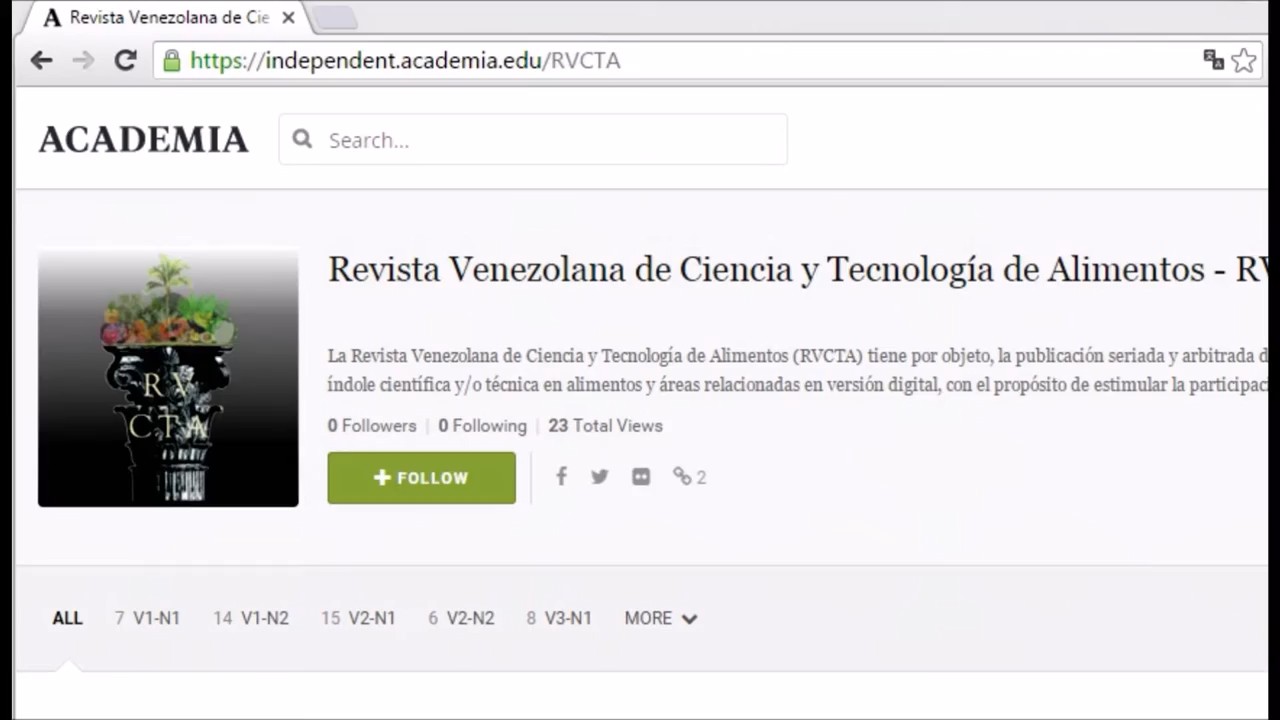 A Revista Venezolana de Cie
https://independent.academia.edu/RVCTA
ACADEMIA
Search...
R V
C T A
Revista Venezolana de Ciencia y Tecnología de Alimentos - RV
La Revista Venezolana de Ciencia y Tecnología de Alimentos (RVCTA) tiene por objeto, la publicación seriada y arbitrada d
índole científica y/o técnica en alimentos y áreas relacionadas en versión digital, con el propósito de estimular la participaci
0 Followers | 0 Following | 23 Total Views
+ FOLLOW
2
ALL 7 V1-N1 14 V1-N2 15 V2-N1 6 V2-N2 8 V3-N1 MORE